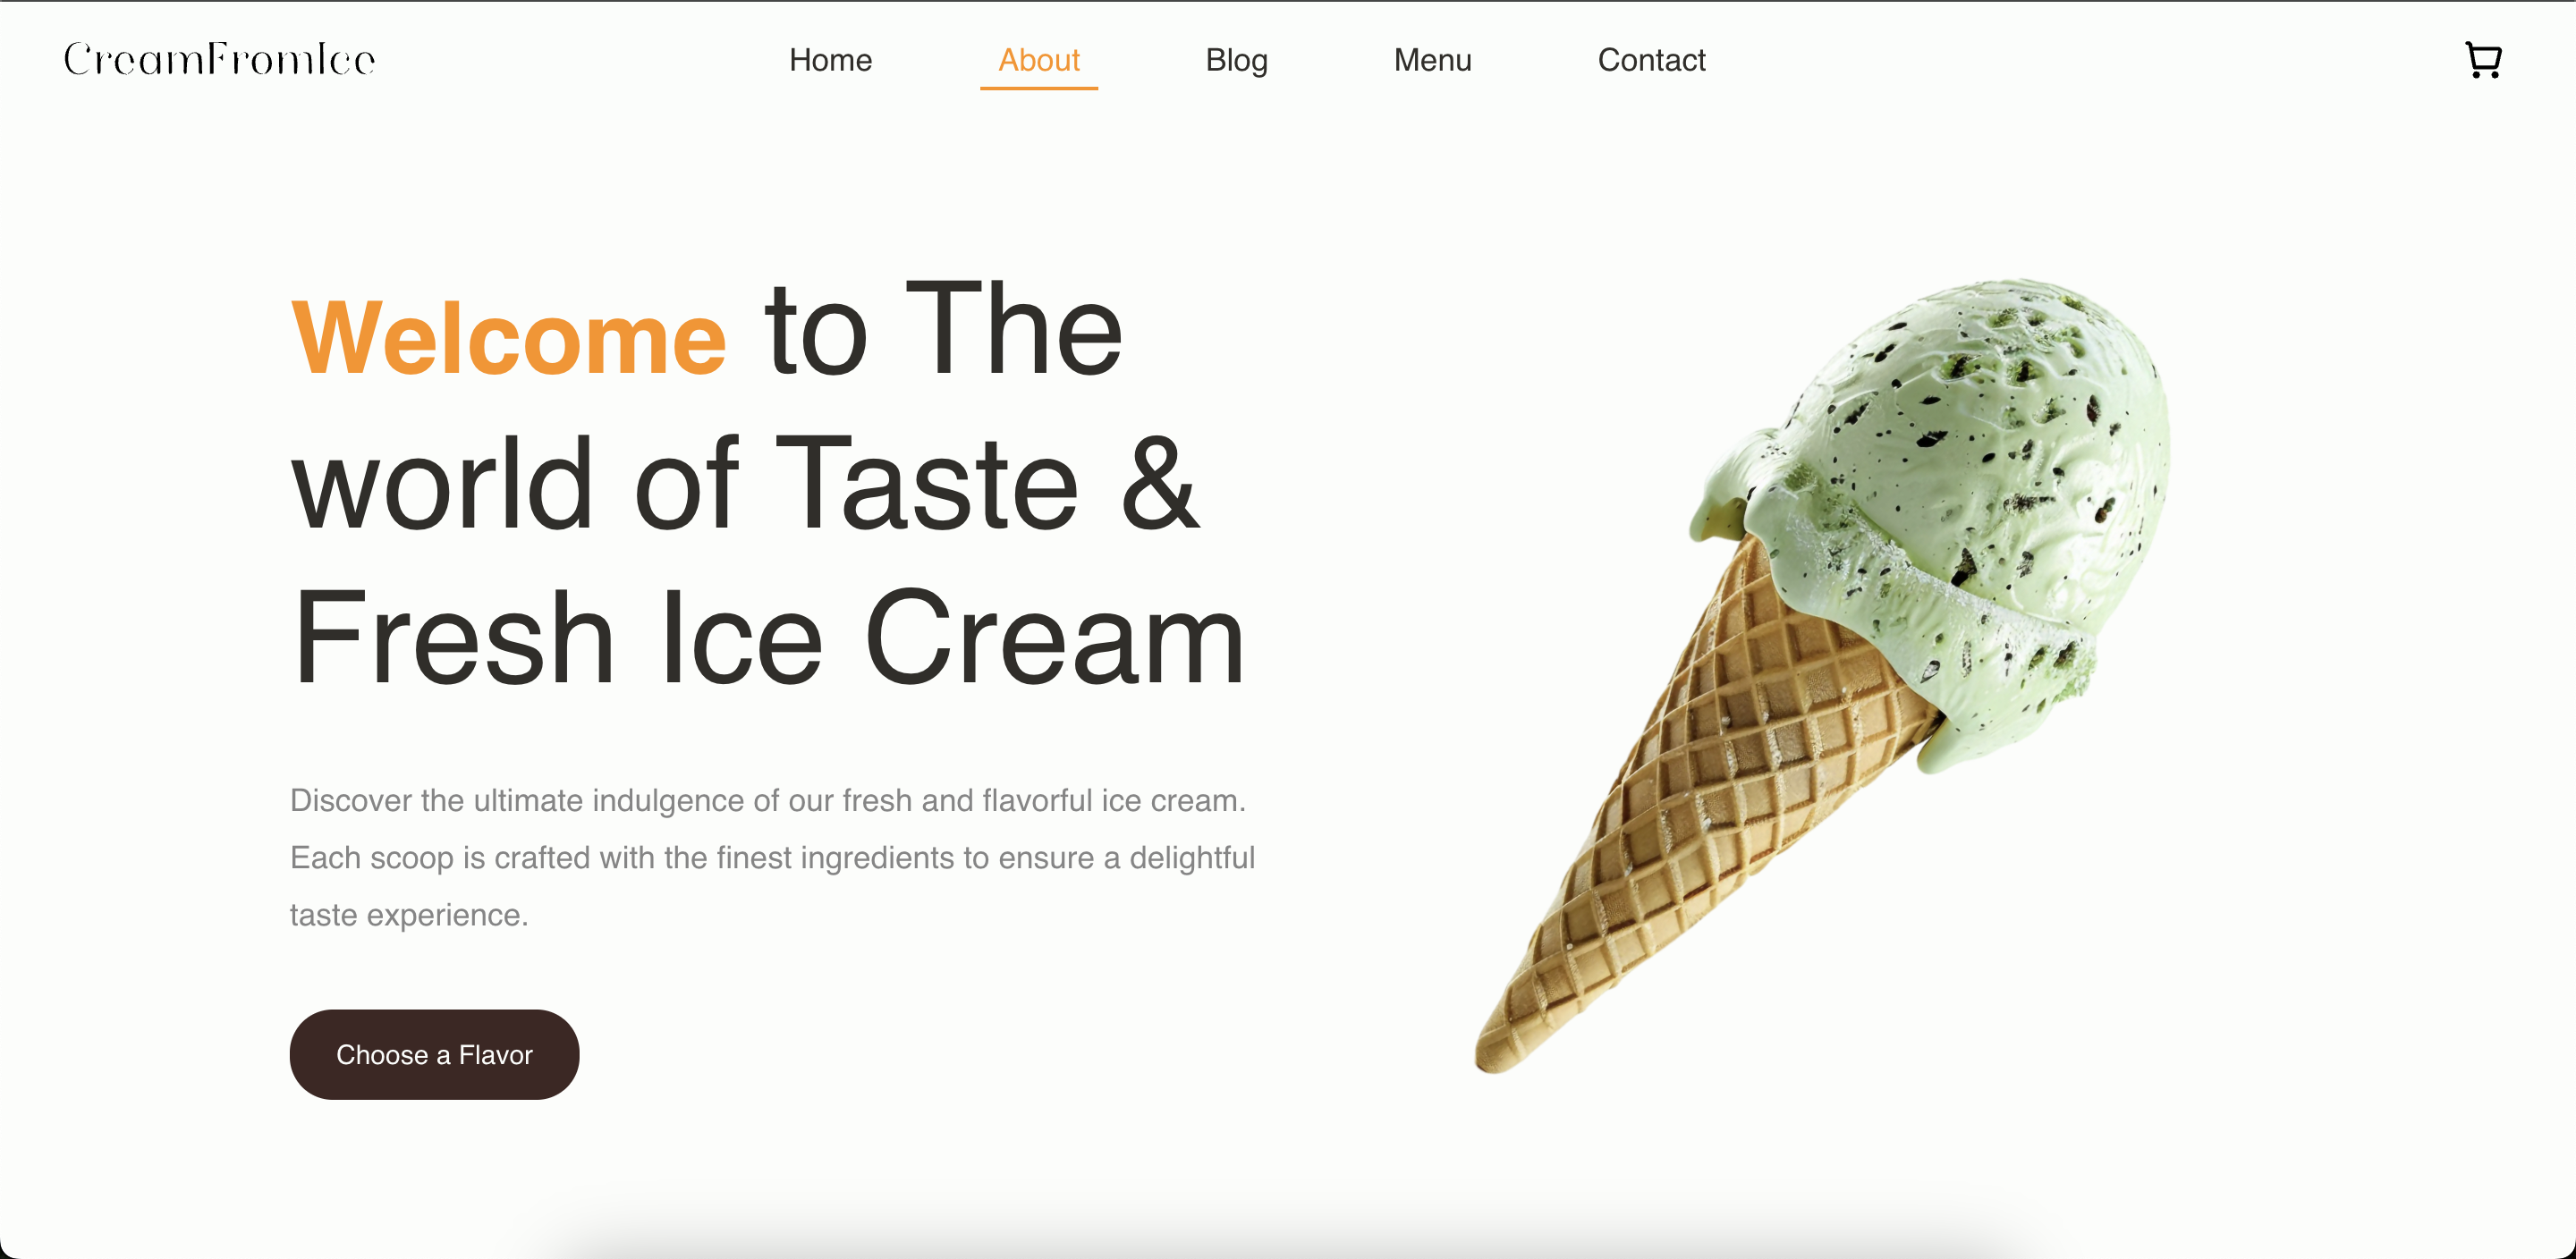 CreamFromIce
Home
About
Blog
Menu
Contact
Welcome to The
world of Taste &
Fresh Ice Cream
Discover the ultimate indulgence of our fresh and flavorful ice cream.
Each scoop is crafted with the finest ingredients to ensure a delightful
taste experience.
Choose a Flavor